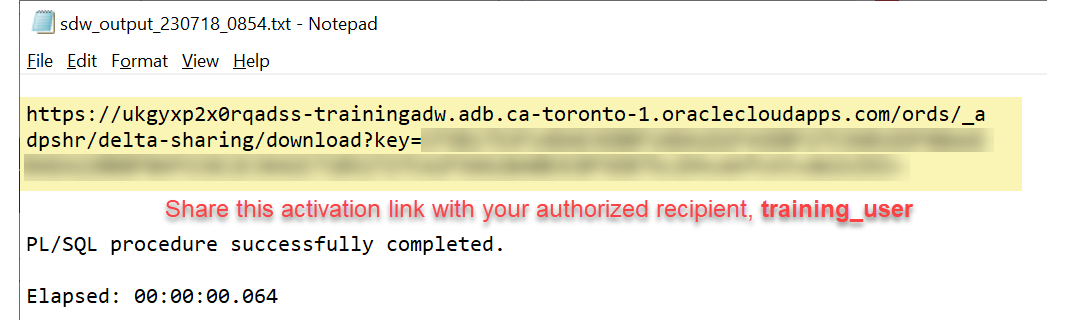 sdw_output_230718_0854.txt - Notepad
File Edit Format View Help
https://ukgyxp2x0rqadss-trainingadw.adb.ca-toronto-1.oraclecloudapps.com/ords/_a
dpshr/delta-sharing/download?key=
Share this activation link with your authorized recipient, training_user
PL/SQL procedure successfully completed.
Elapsed: 00:00:00.064